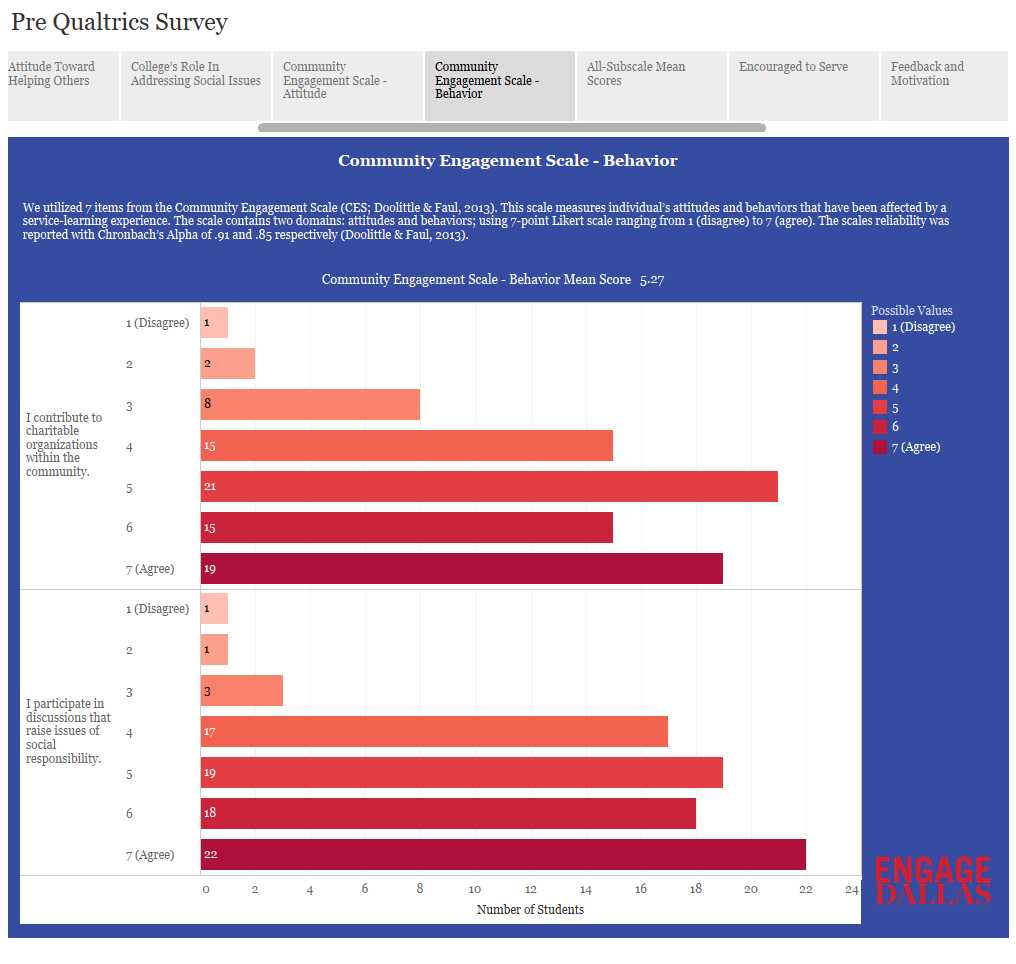 Pre Qualtrics Survey
Attitude Toward
Helping Others
College's Role In
Addressing Social Issues
Community
Engagement Scale -
Attitude
Community
Engagement Scale -
Behavior
All-Subscale Mean
Scores
Encouraged to Serve
Feedback and
Motivation
Community Engagement Scale - Behavior
We utilized 7 items from the Community Engagement Scale (CES; Doolittle & Faul, 2013). This scale measures individual's attitudes and behaviors that have been affected by a
service-learning experience. The scale contains two domains: attitudes and behaviors; using 7-point Likert scale ranging from 1 (disagree) to 7 (agree). The scales reliability was
reported with Chronbach's Alpha of .91 and .85 respectively (Doolittle & Faul, 2013).
Community Engagement Scale - Behavior Mean Score 5.27
I contribute to
charitable
organizations
within the
community.
1 (Disagree) 1
2 2
3 8
4 15
5 21
6 15
7 (Agree) 19
I participate in
discussions that
raise issues of
social
responsibility.
1 (Disagree) 1
2 1
3 3
4 17
5 19
6 18
7 (Agree) 22
0 2 4 6 8 10 12 14 16 18 20 22 24
Number of Students
Possible Values
1 (Disagree)
2
3
4
5
6
7 (Agree)
ENGAGE
DALLAS